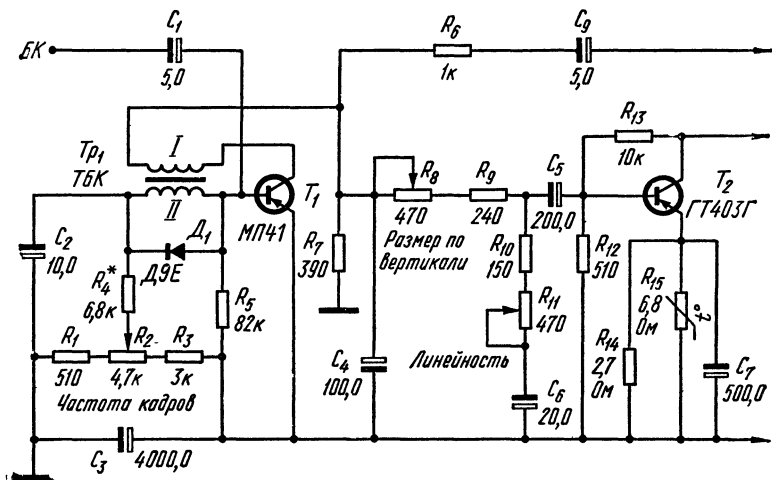 БК
C₁
5,0
R₆
1к
C₉
5,0
Тр₁
ТБК
I
II
T₁
МП41
R₁₃
10к
T₂
ГТ403Г
C₂
10,0
Д₁
Д9Е
R₄*
6,8к
R₅
82к
R₇
390
R₈
470
Размер по
вертикали
R₉
240
C₅
200,0
R₁₀
150
R₁₁
470
Линейность
R₁₂
510
R₁₅
6,8
Ом
t°
R₁₄
2,7
Ом
C₇
500,0
R₁
510
R₂
4,7к
R₃
3к
Частота кадров
C₄
100,0
C₆
20,0
C₃
4000,0